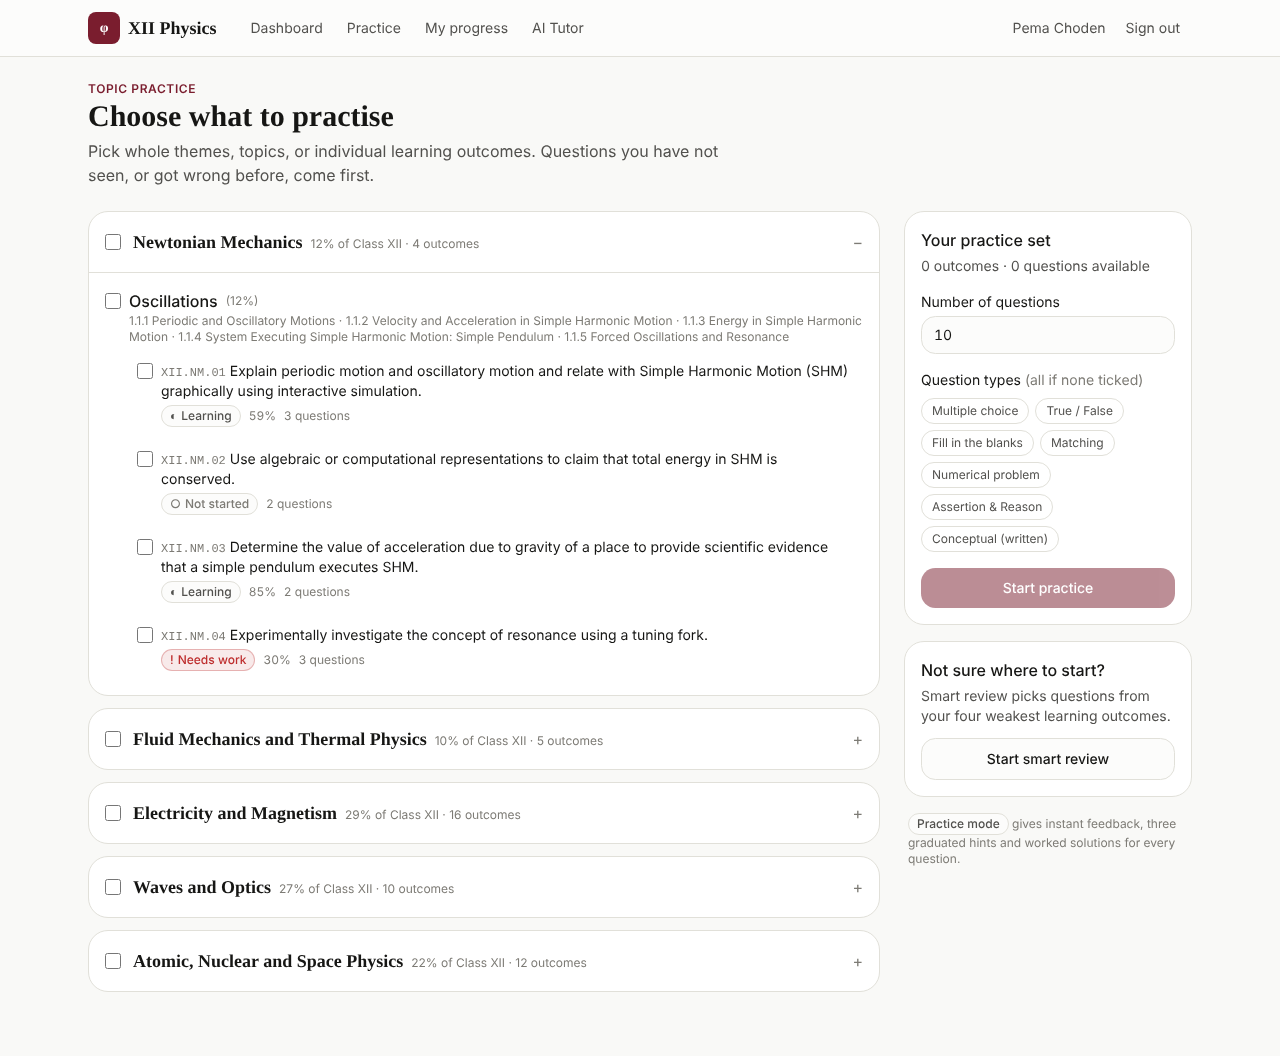 φ XII Physics Dashboard Practice My progress AI Tutor Pema Choden Sign out
TOPIC PRACTICE
Choose what to practise
Pick whole themes, topics, or individual learning outcomes. Questions you have not
seen, or got wrong before, come first.
Newtonian Mechanics 12% of Class XII · 4 outcomes −
Oscillations (12%)
1.1.1 Periodic and Oscillatory Motions · 1.1.2 Velocity and Acceleration in Simple Harmonic Motion · 1.1.3 Energy in Simple Harmonic
Motion · 1.1.4 System Executing Simple Harmonic Motion: Simple Pendulum · 1.1.5 Forced Oscillations and Resonance
XII.NM.01 Explain periodic motion and oscillatory motion and relate with Simple Harmonic Motion (SHM)
graphically using interactive simulation.
Learning 59% 3 questions
XII.NM.02 Use algebraic or computational representations to claim that total energy in SHM is
conserved.
Not started 2 questions
XII.NM.03 Determine the value of acceleration due to gravity of a place to provide scientific evidence
that a simple pendulum executes SHM.
Learning 85% 2 questions
XII.NM.04 Experimentally investigate the concept of resonance using a tuning fork.
! Needs work 30% 3 questions
Fluid Mechanics and Thermal Physics 10% of Class XII · 5 outcomes +
Electricity and Magnetism 29% of Class XII · 16 outcomes +
Waves and Optics 27% of Class XII · 10 outcomes +
Atomic, Nuclear and Space Physics 22% of Class XII · 12 outcomes +
Your practice set
0 outcomes · 0 questions available
Number of questions
10
Question types (all if none ticked)
Multiple choice True / False
Fill in the blanks Matching
Numerical problem
Assertion & Reason
Conceptual (written)
Start practice
Not sure where to start?
Smart review picks questions from
your four weakest learning outcomes.
Start smart review
Practice mode gives instant feedback, three
graduated hints and worked solutions for every
question.